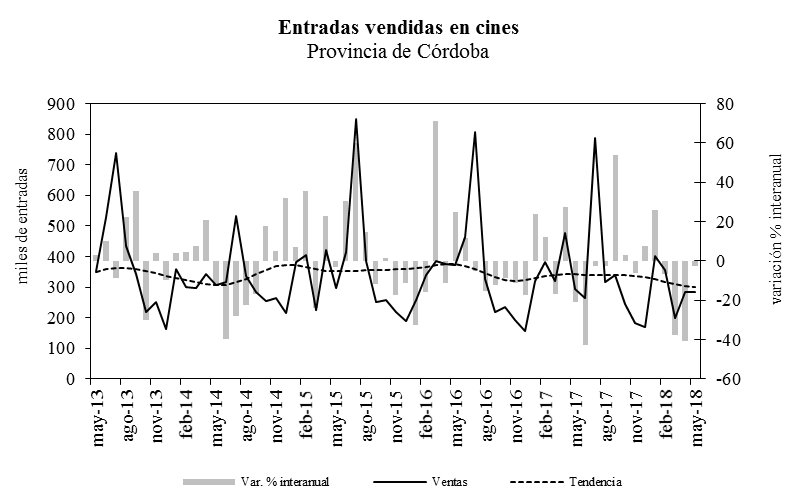 Entradas vendidas en cines
Provincia de Córdoba
miles de entradas
900
800
700
600
500
400
300
200
100
0
80
60
40
20
0
-20
-40
-60
variación % interanual
may-13
ago-13
nov-13
feb-14
may-14
ago-14
nov-14
feb-15
may-15
ago-15
nov-15
feb-16
may-16
ago-16
nov-16
feb-17
may-17
ago-17
nov-17
feb-18
may-18
Var. % interanual Ventas Tendencia